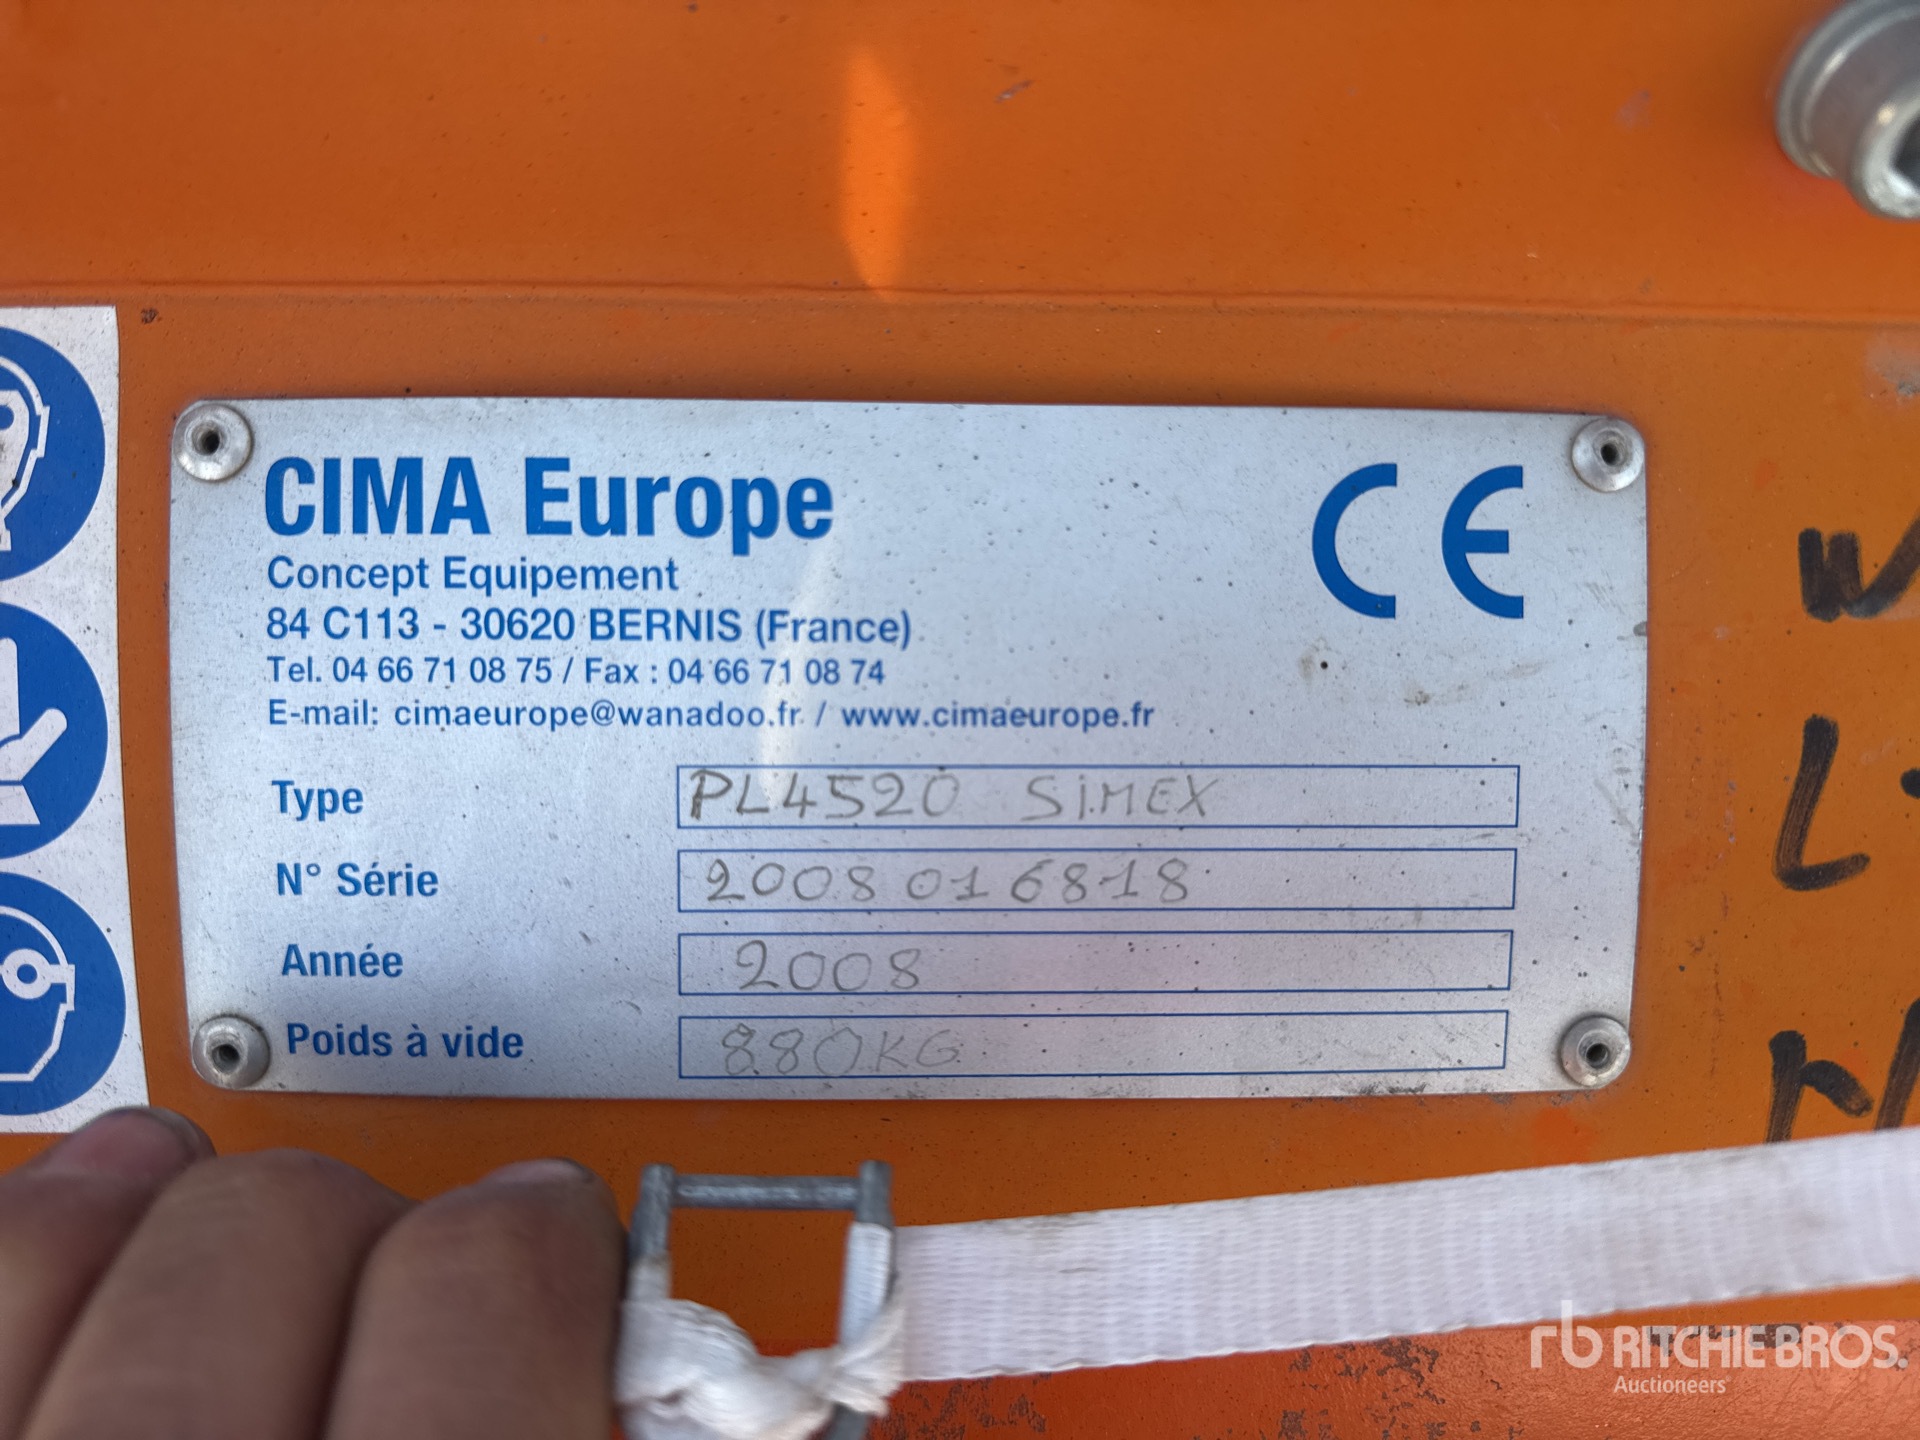 CIMA Europe
CE
Concept Equipement
84 C113 - 30620 BERNIS (France)
Tel. 04 66 71 08 75 / Fax : 04 66 71 08 74
E-mail: cimaeurope@wanadoo.fr / www.cimaeurope.fr
Type PL4520 SIMEX
N° Série 2008016818
Année 2008
Poids à vide 880KG
rb RITCHIE BROS.
Auctioneers